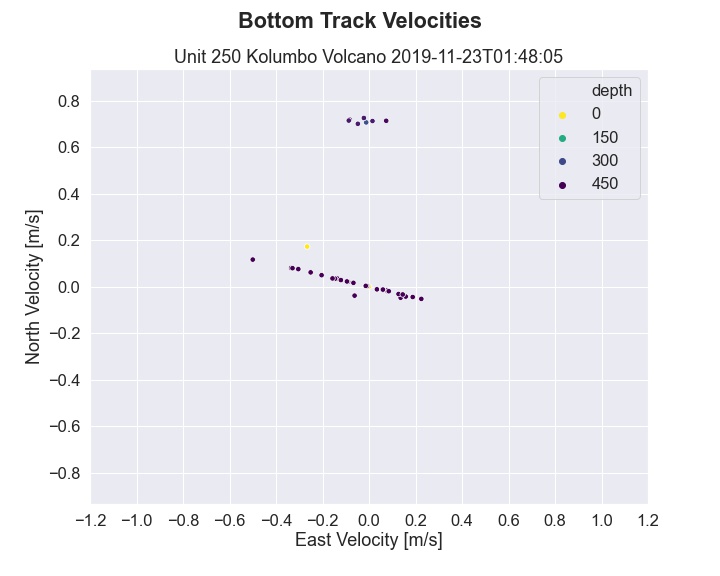 Bottom Track Velocities
Unit 250 Kolumbo Volcano 2019-11-23T01:48:05
depth
0
150
300
450
North Velocity [m/s]
0.8
0.6
0.4
0.2
0.0
−0.2
−0.4
−0.6
−0.8
−1.2 −1.0 −0.8 −0.6 −0.4 −0.2 0.0 0.2 0.4 0.6 0.8 1.0 1.2
East Velocity [m/s]